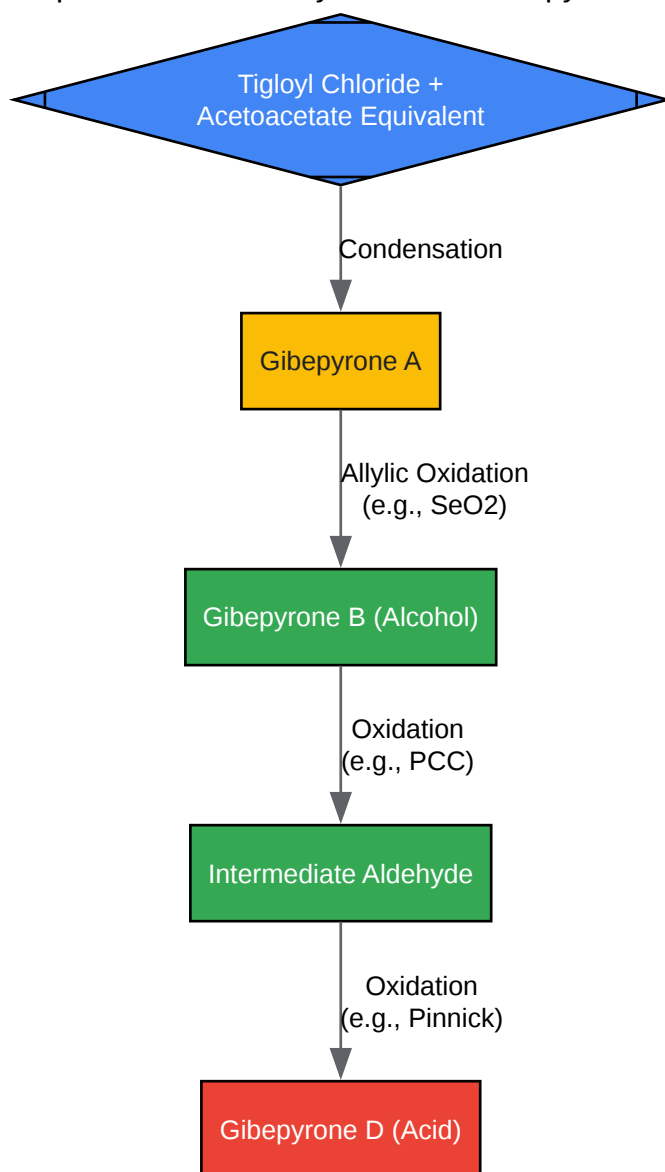 Tigloyl Chloride +
Acetoacetate Equivalent
Condensation
Gibepyrone A
Allylic Oxidation
(e.g., SeO2)
Gibepyrone B (Alcohol)
Oxidation
(e.g., PCC)
Intermediate Aldehyde
Oxidation
(e.g., Pinnick)
Gibepyrone D (Acid)